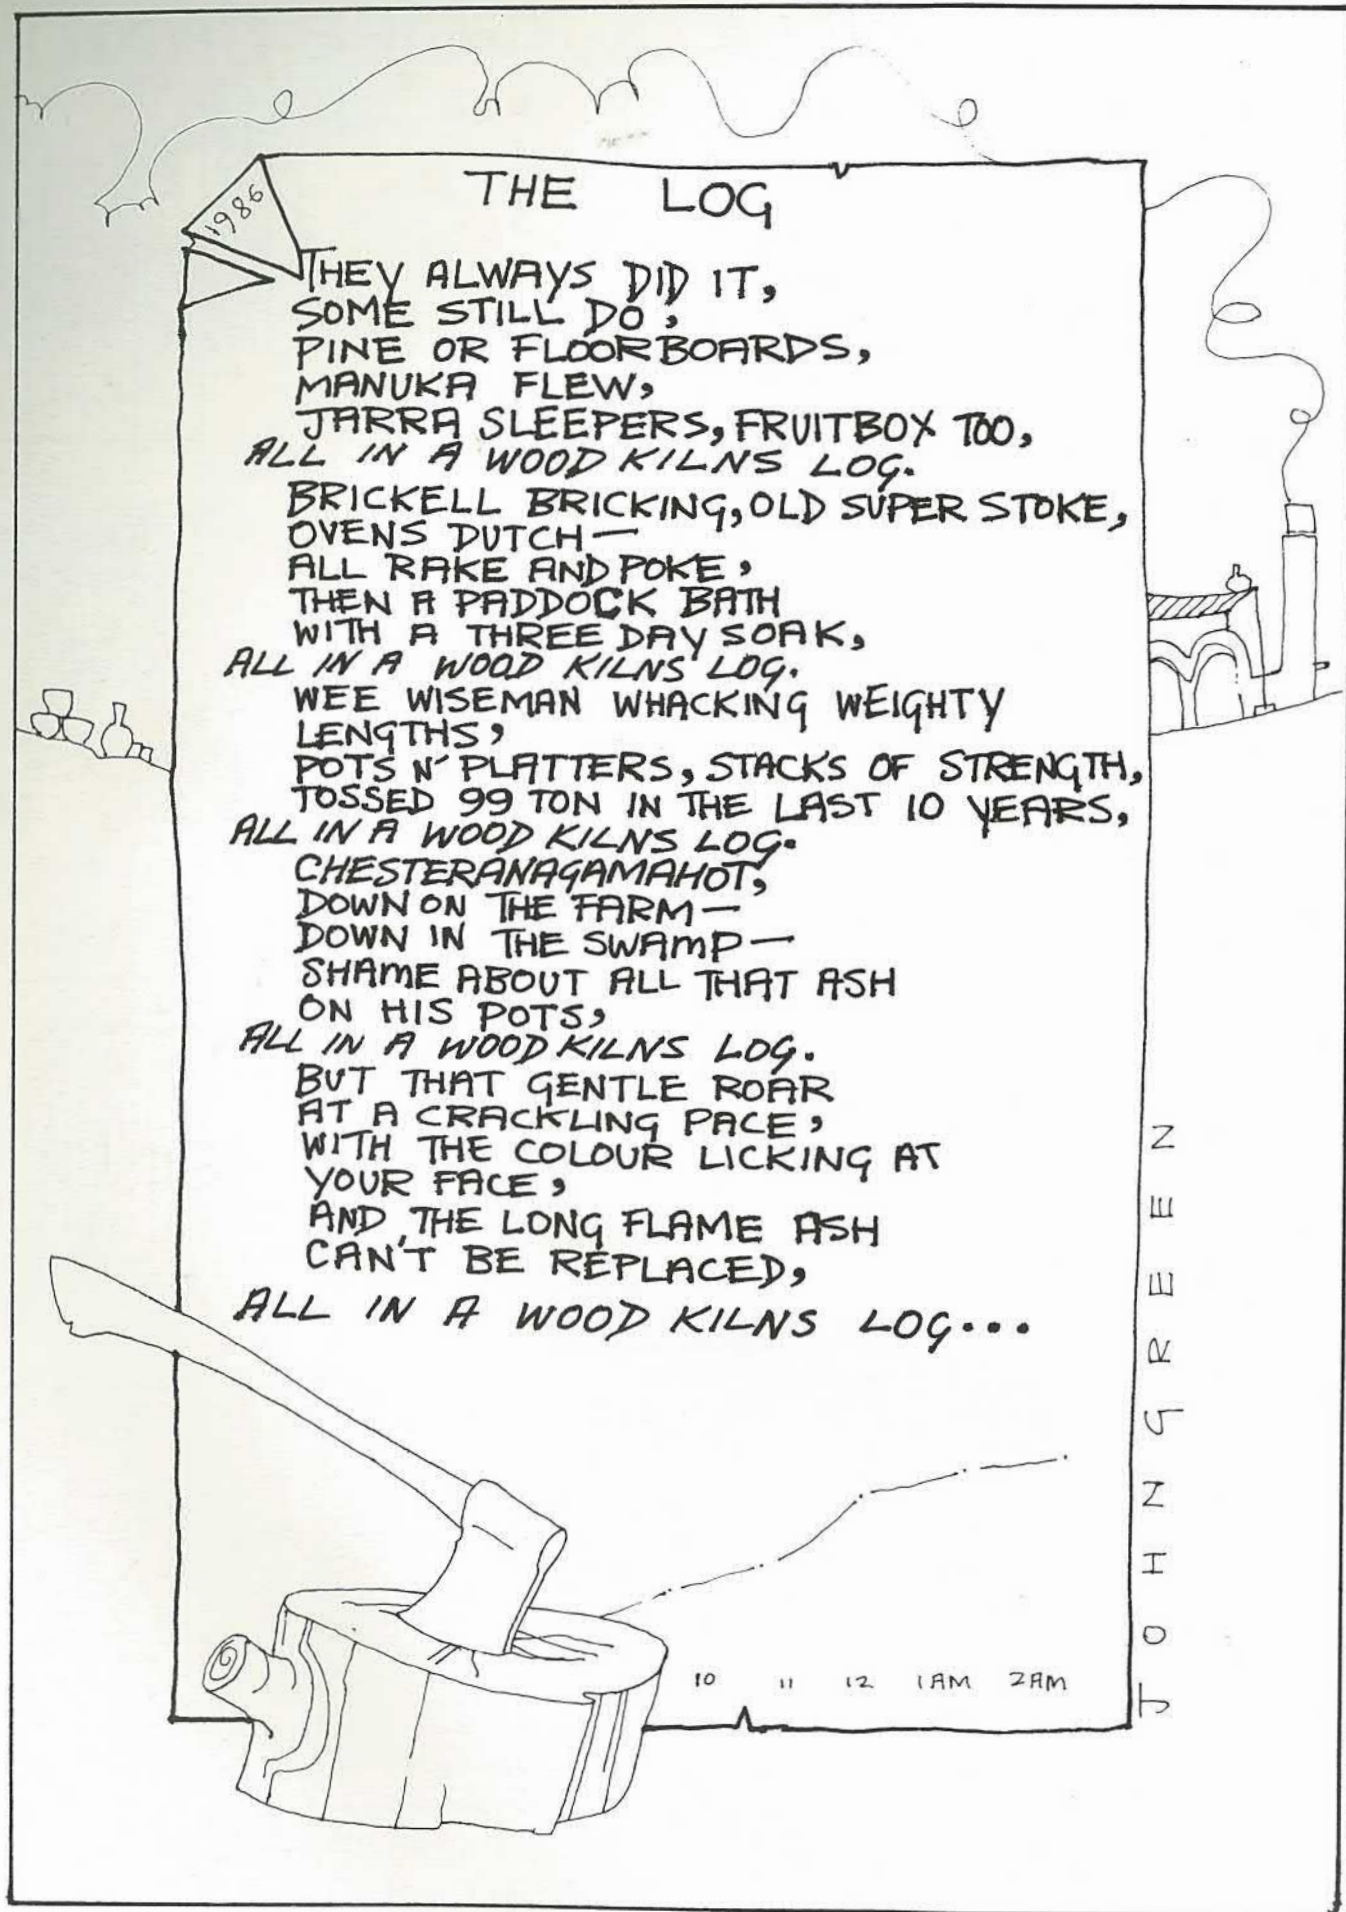 THE LOG
1986
THEY ALWAYS DID IT,
SOME STILL DO,
PINE OR FLOORBOARDS,
MANUKA FLEW,
JARRA SLEEPERS, FRUITBOX TOO,
ALL IN A WOOD KILNS LOG.
BRICKELL BRICKING, OLD SUPER STOKE,
OVENS DUTCH—
ALL RAKE AND POKE,
THEN A PADDOCK BATH
WITH A THREE DAY SOAK,
ALL IN A WOOD KILNS LOG.
WEE WISEMAN WHACKING WEIGHTY
LENGTHS,
POTS N' PLATTERS, STACKS OF STRENGTH,
TOSSED 99 TON IN THE LAST 10 YEARS,
ALL IN A WOOD KILNS LOG.
CHESTERANAGAMAHOT,
DOWN ON THE FARM—
DOWN IN THE SWAMP—
SHAME ABOUT ALL THAT ASH
ON HIS POTS,
ALL IN A WOOD KILNS LOG.
BUT THAT GENTLE ROAR
AT A CRACKLING PACE,
WITH THE COLOUR LICKING AT
YOUR FACE,
AND THE LONG FLAME ASH
CAN'T BE REPLACED,
ALL IN A WOOD KILNS LOG...
10 11 12 1AM 2AM
JOHN GREEN